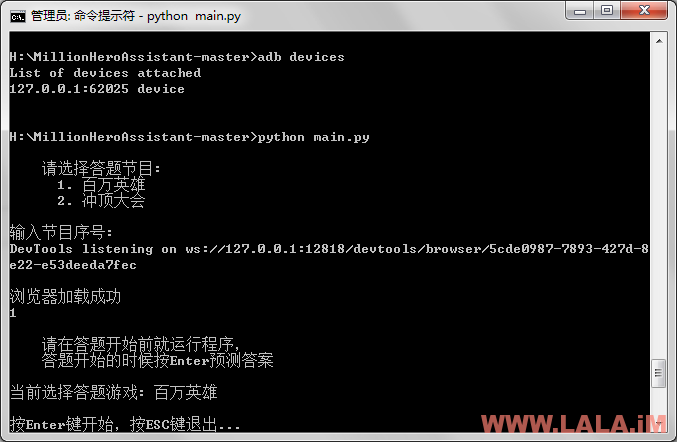 管理员: 命令提示符 - python  main.py
H:\MillionHeroAssistant-master>adb devices
List of devices attached
127.0.0.1:62025 device
H:\MillionHeroAssistant-master>python main.py
请选择答题节目:
1. 百万英雄
2. 冲顶大会
输入节目序号:
DevTools listening on ws://127.0.0.1:12818/devtools/browser/5cde0987-7893-427d-8
e22-e53deeda7fec
浏览器加载成功
1
请在答题开始前就运行程序,
答题开始的时候按Enter预测答案
当前选择答题游戏: 百万英雄
按Enter键开始, 按ESC键退出...
WWW.LALA.iM